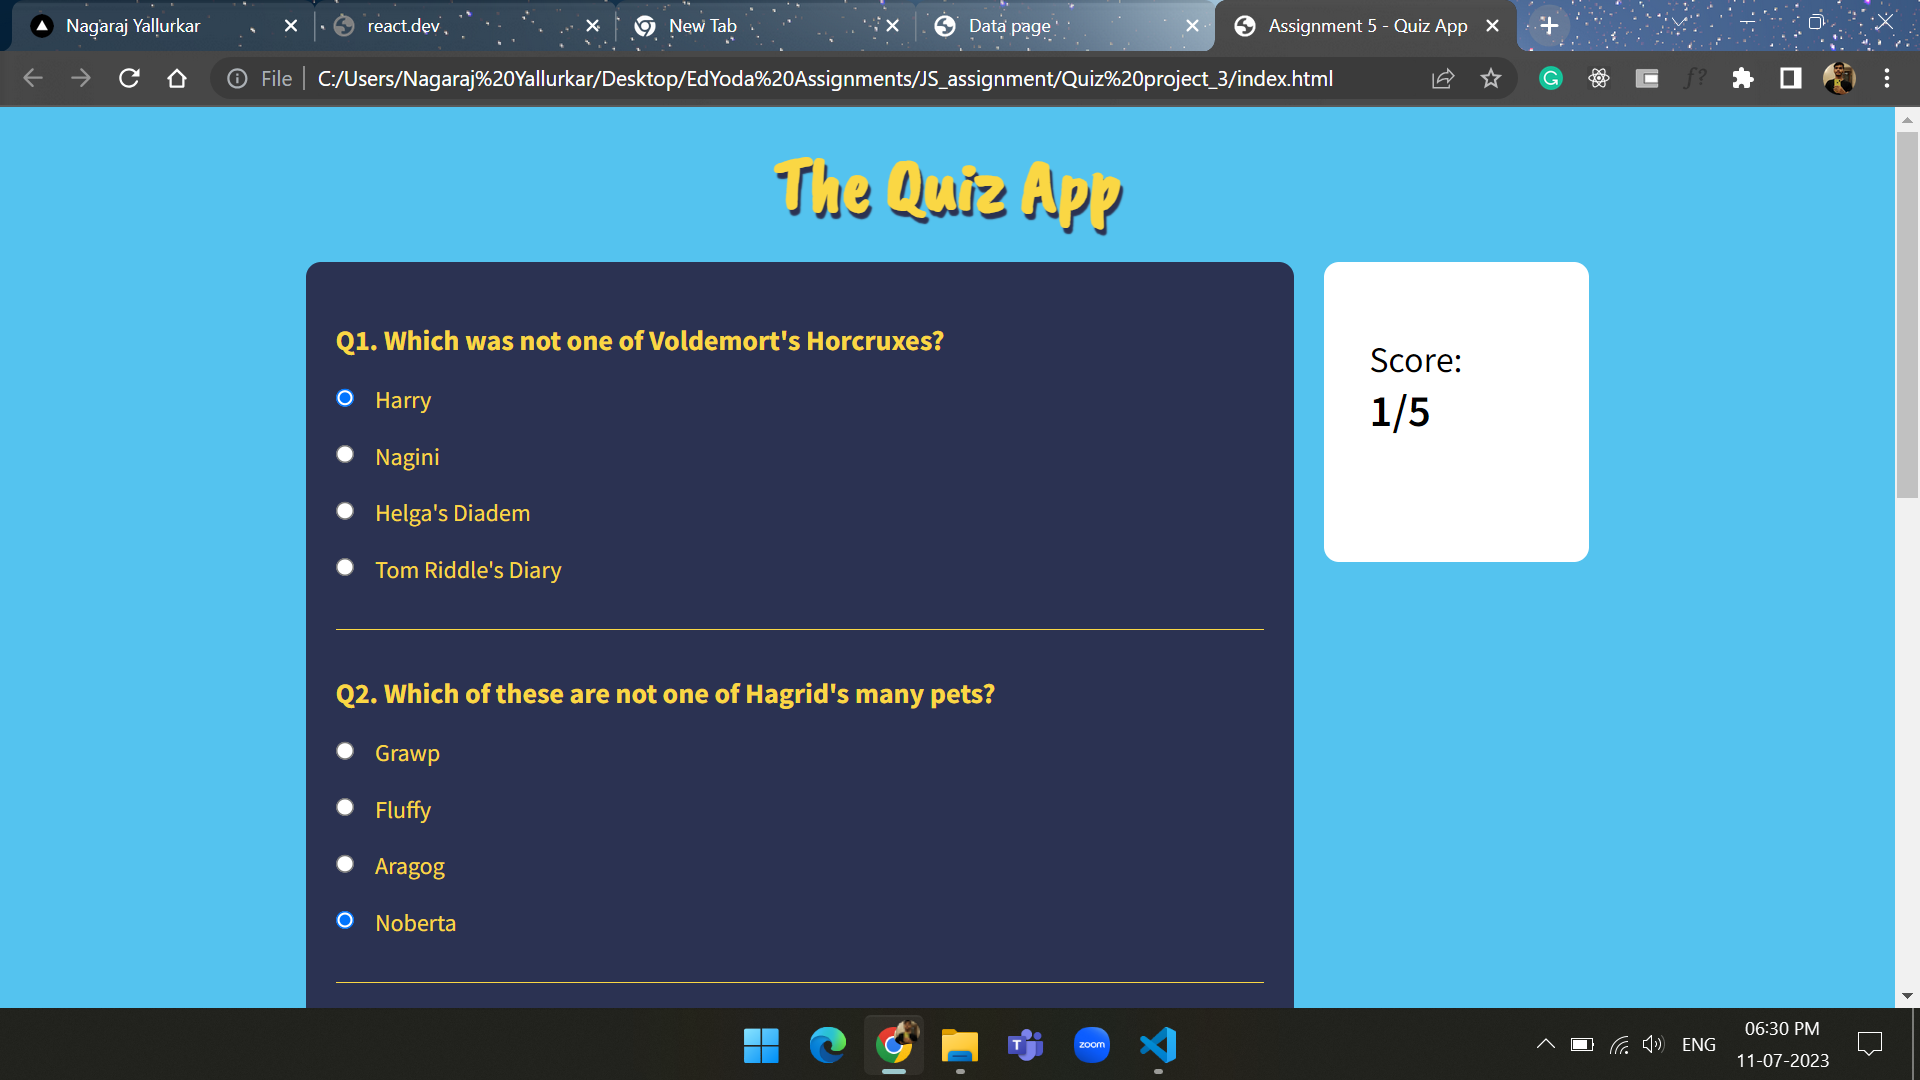 Nagaraj Yallurkar
react.dev
New Tab
Data page
Assignment 5 - Quiz App
File
C:/Users/Nagaraj%20Yallurkar/Desktop/EdYoda%20Assignments/JS_assignment/Quiz%20project_3/index.html
G
f?
The Quiz App
Q1. Which was not one of Voldemort's Horcruxes?
Harry
Nagini
Helga's Diadem
Tom Riddle's Diary
Score:
1/5
Q2. Which of these are not one of Hagrid's many pets?
Grawp
Fluffy
Aragog
Noberta
T
zoom
ENG
06:30 PM
11-07-2023